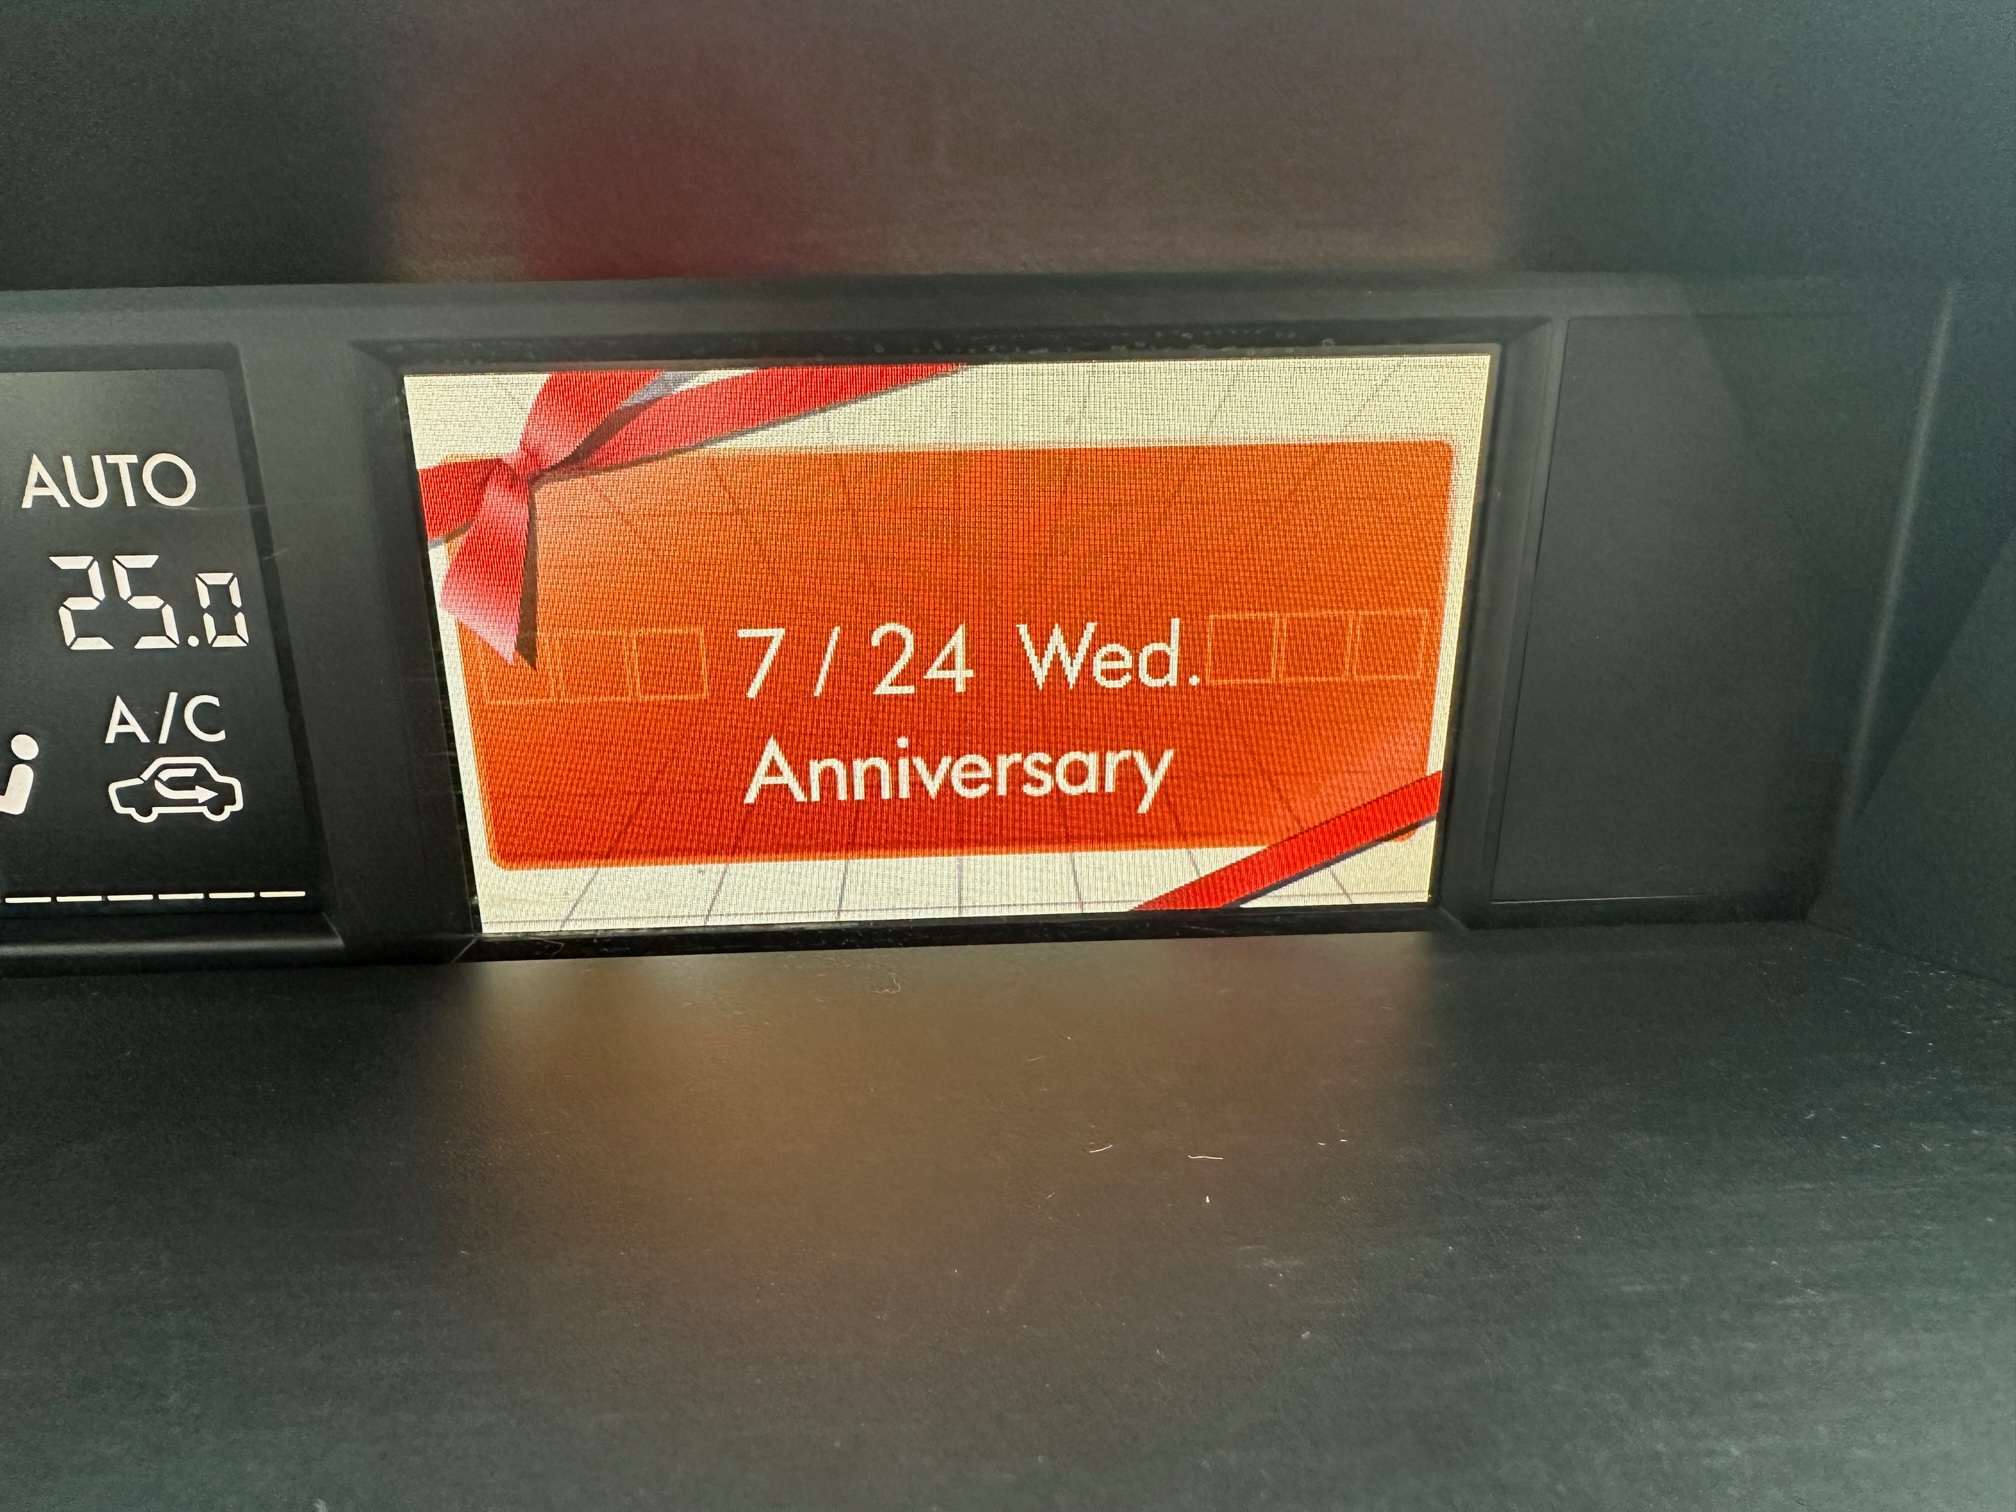 AUTO
25.0
A/C
7 / 24 Wed.
Anniversary